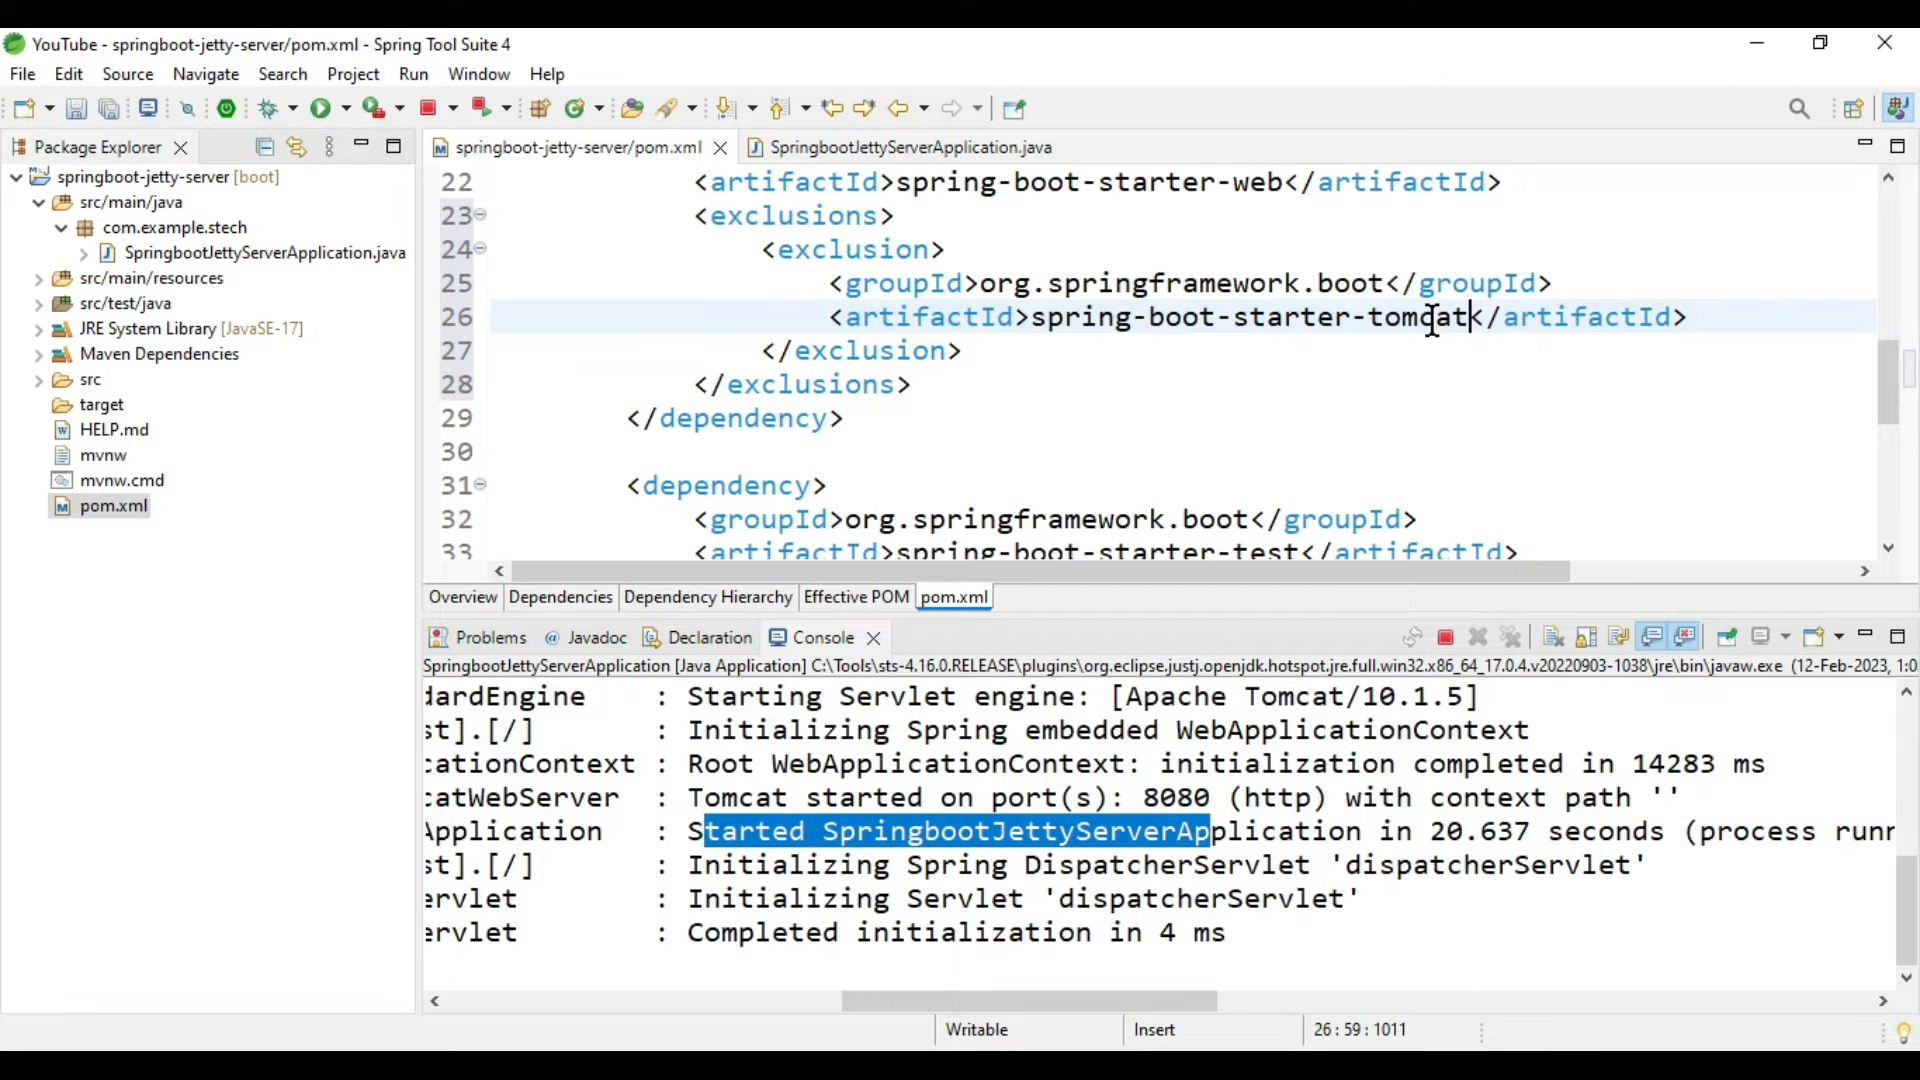 YouTube - springboot-jetty-server/pom.xml - Spring Tool Suite 4
File Edit Source Navigate Search Project Run Window Help
Package Explorer
springboot-jetty-server [boot]
src/main/java
com.example.stech
SpringbootJettyServerApplication.java
src/main/resources
src/test/java
JRE System Library [JavaSE-17]
Maven Dependencies
src
target
HELP.md
mvnw
mvnw.cmd
pom.xml
springboot-jetty-server/pom.xml SpringbootJettyServerApplication.java
22 <artifactId>spring-boot-starter-web</artifactId>
23 <exclusions>
24 <exclusion>
25 <groupId>org.springframework.boot</groupId>
26 <artifactId>spring-boot-starter-tomcat</artifactId>
27 </exclusion>
28 </exclusions>
29 </dependency>
30
31 <dependency>
32 <groupId>org.springframework.boot</groupId>
33 <artifactId>spring-boot-starter-test</artifactId>
Overview Dependencies Dependency Hierarchy Effective POM pom.xml
Problems @ Javadoc Declaration Console
SpringbootJettyServerApplication [Java Application] C:\Tools\sts-4.16.0.RELEASE\plugins\org.eclipse.justj.openjdk.hotspot.jre.full.win32.x86_64_17.0.4.v20220903-1038\jre\bin\javaw.exe (12-Feb-2023, 1:0
dardEngine : Starting Servlet engine: [Apache Tomcat/10.1.5]
st].[/] : Initializing Spring embedded WebApplicationContext
cationContext : Root WebApplicationContext: initialization completed in 14283 ms
catWebServer : Tomcat started on port(s): 8080 (http) with context path ''
Application : Started SpringbootJettyServerApplication in 20.637 seconds (process runn
st].[/] : Initializing Spring DispatcherServlet 'dispatcherServlet'
ervlet : Initializing Servlet 'dispatcherServlet'
ervlet : Completed initialization in 4 ms
Writable Insert 26 : 59 : 1011